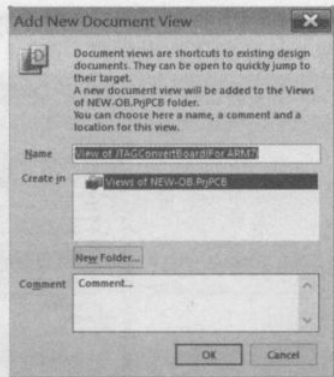 Add New Document View
Document views are shortcuts to existing design
documents. They can be open to quickly jump to
their target.
A new document view will be added to the Views
of NEW-OB.PrjPCB folder.
You can choose here a name, a comment and a
location for this view.
Name
View of JTAGConvertBoard(For ARM7)
Create in
Views of NEW-OB.PrjPCB
New Folder...
Comment
Comment...
OK
Cancel